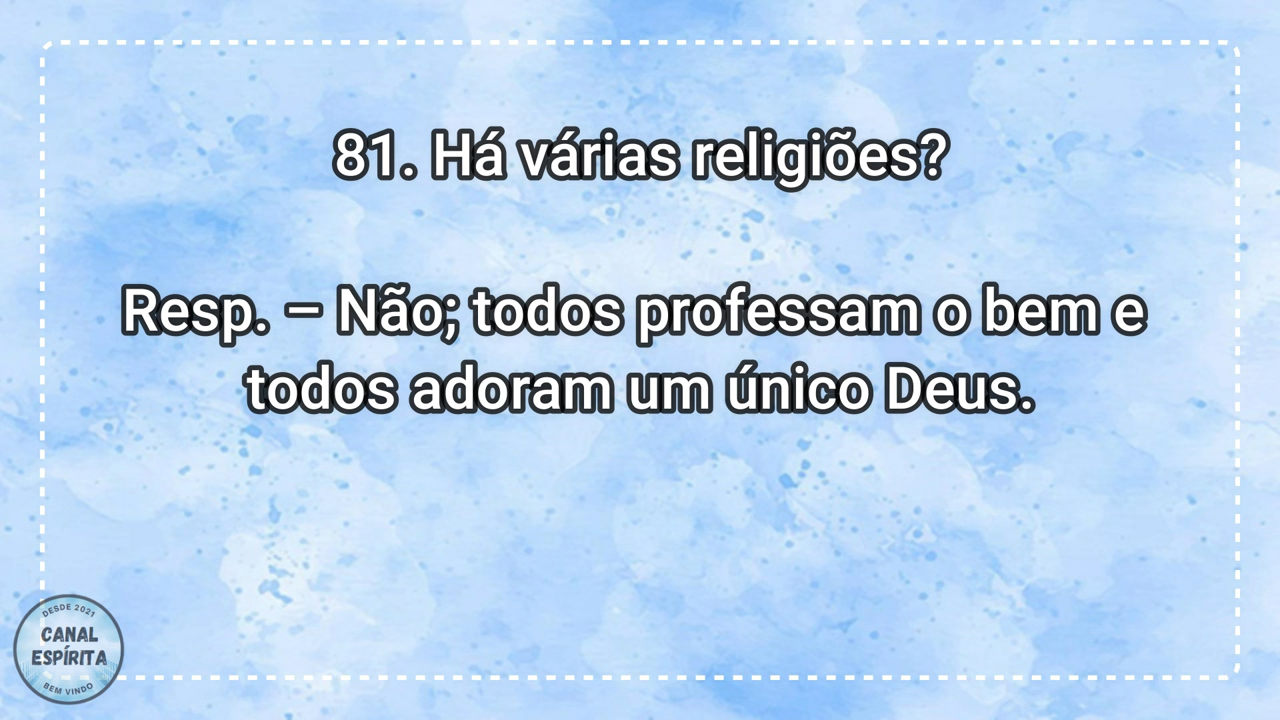 81. Há várias religiões?
Resp. – Não; todos professam o bem e
todos adoram um único Deus.
DESDE 2021
CANAL
ESPÍRITA
BEM VINDO